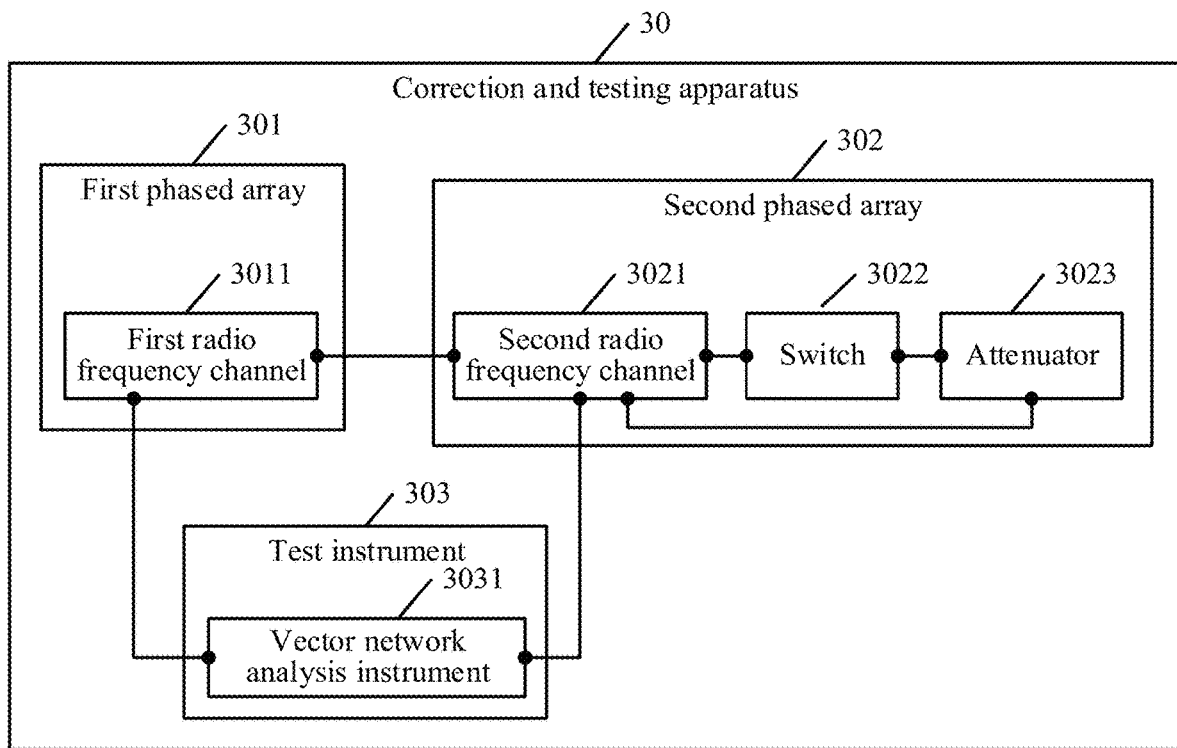 30
Correction and testing apparatus
301
302
First phased array
Second phased array
3011
3021
3022
3023
First radio
frequency channel
Second radio
frequency channel
Switch
Attenuator
303
Test instrument
3031
Vector network
analysis instrument